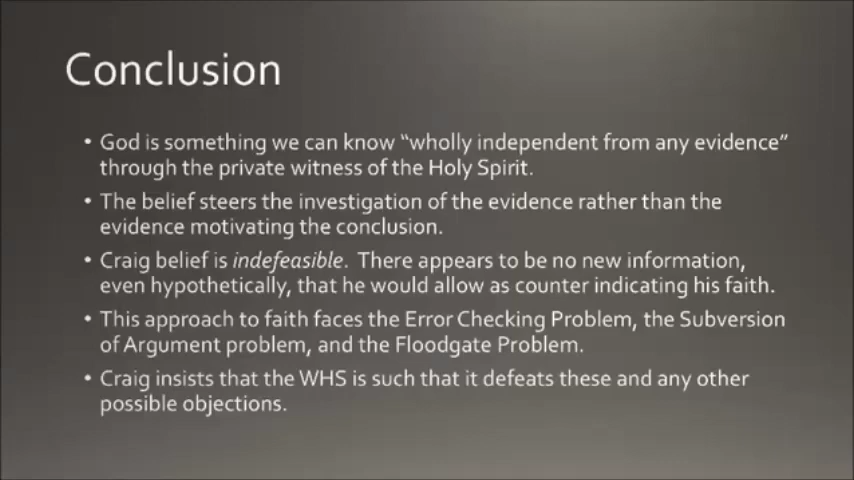 Conclusion
• God is something we can know “wholly independent from any evidence”
through the private witness of the Holy Spirit.
• The belief steers the investigation of the evidence rather than the
evidence motivating the conclusion.
• Craig belief is indefeasible. There appears to be no new information,
even hypothetically, that he would allow as counter indicating his faith.
• This approach to faith faces the Error Checking Problem, the Subversion
of Argument problem, and the Floodgate Problem.
• Craig insists that the WHS is such that it defeats these and any other
possible objections.